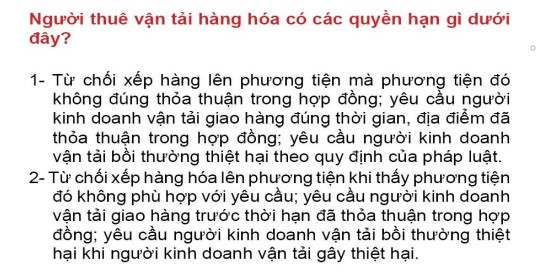 Người thuê vận tải hàng hóa có các quyền hạn gì dưới
đây?
1- Từ chối xếp hàng lên phương tiện mà phương tiện đó
không đúng thỏa thuận trong hợp đồng; yêu cầu người
kinh doanh vận tải giao hàng đúng thời gian, địa điểm đã
thỏa thuận trong hợp đồng; yêu cầu người kinh doanh
vận tải bồi thường thiệt hại theo quy định của pháp luật.
2- Từ chối xếp hàng hóa lên phương tiện khi thấy phương tiện
đó không phù hợp với yêu cầu; yêu cầu người kinh doanh
vận tải giao hàng trước thời hạn đã thỏa thuận trong hợp
đồng; yêu cầu người kinh doanh vận tải bồi thường thiệt
hại khi người kinh doanh vận tải gây thiệt hại.